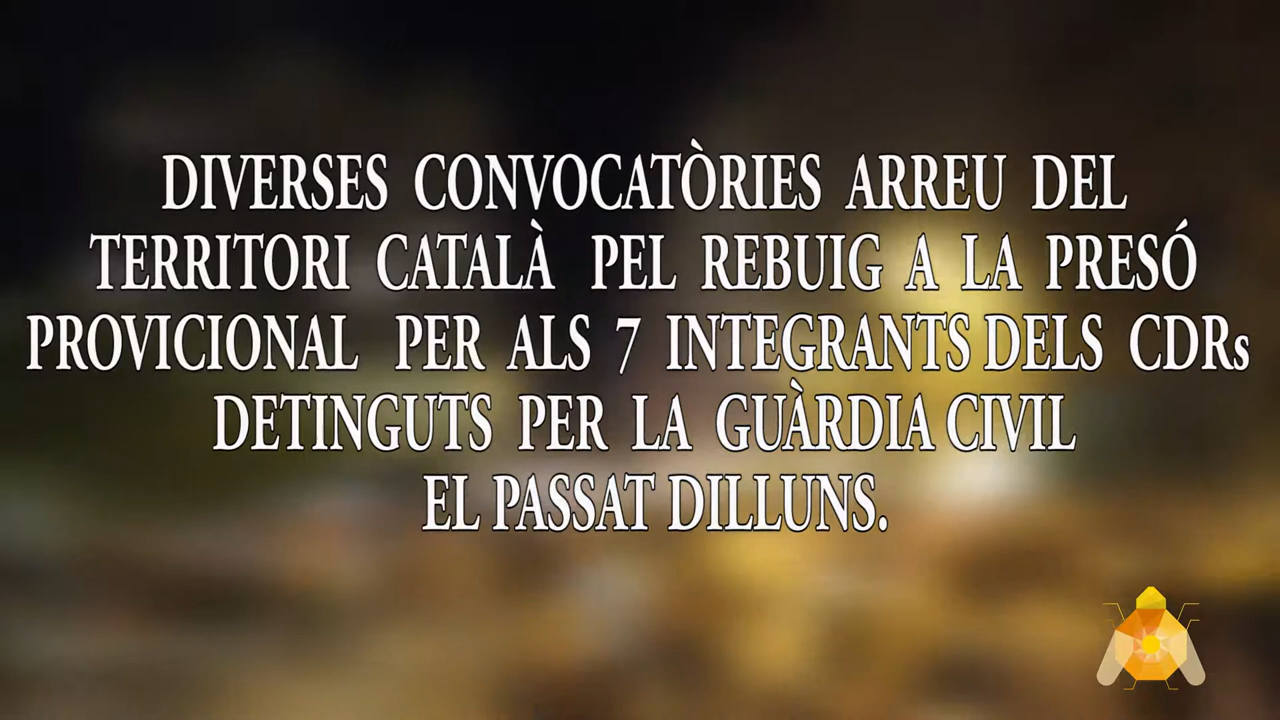 DIVERSES CONVOCATÒRIES ARREU DEL
TERRITORI CATALÀ PEL REBUIG A LA PRESÓ
PROVICIONAL PER ALS 7 INTEGRANTS DELS CDRs
DETINGUTS PER LA GUÀRDIA CIVIL
EL PASSAT DILLUNS.